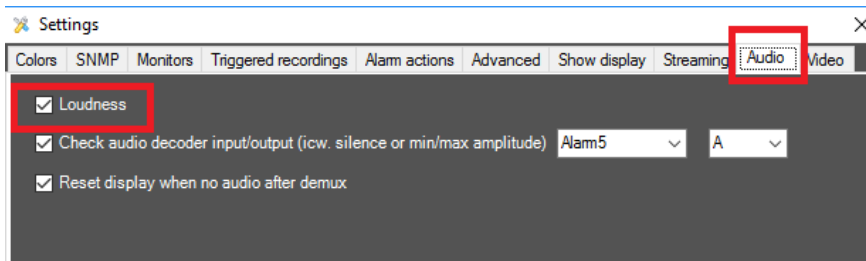 Settings
Colors SNMP Monitors Triggered recordings Alarm actions Advanced Show display Streaming Audio Video
Loudness
Check audio decoder input/output (icw. silence or min/max amplitude) Alarm5 A
Reset display when no audio after demux